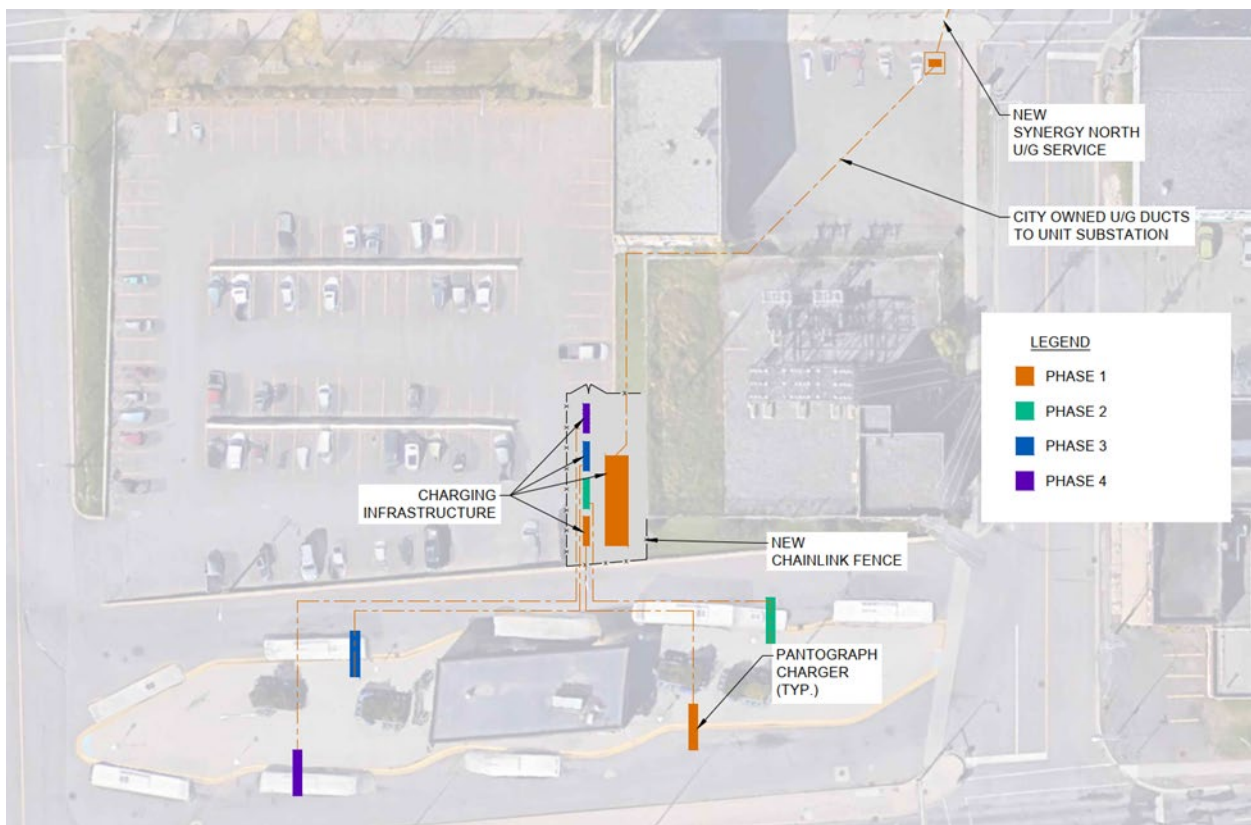 NEW
SYNERGY NORTH
U/G SERVICE
CITY OWNED U/G DUCTS
TO UNIT SUBSTATION
LEGEND
PHASE 1
PHASE 2
PHASE 3
PHASE 4
CHARGING
INFRASTRUCTURE
NEW
CHAINLINK FENCE
PANTOGRAPH
CHARGER
(TYP.)